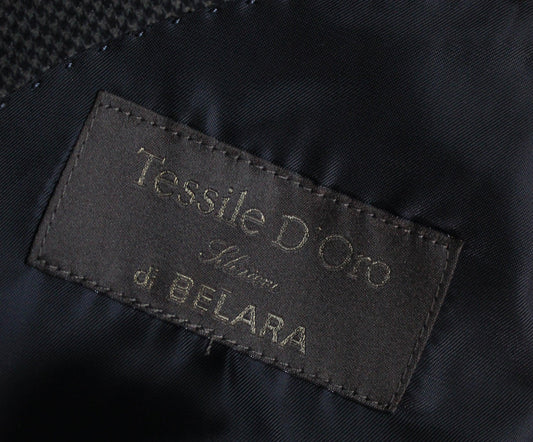 Tessile D'Oro
di BELARA